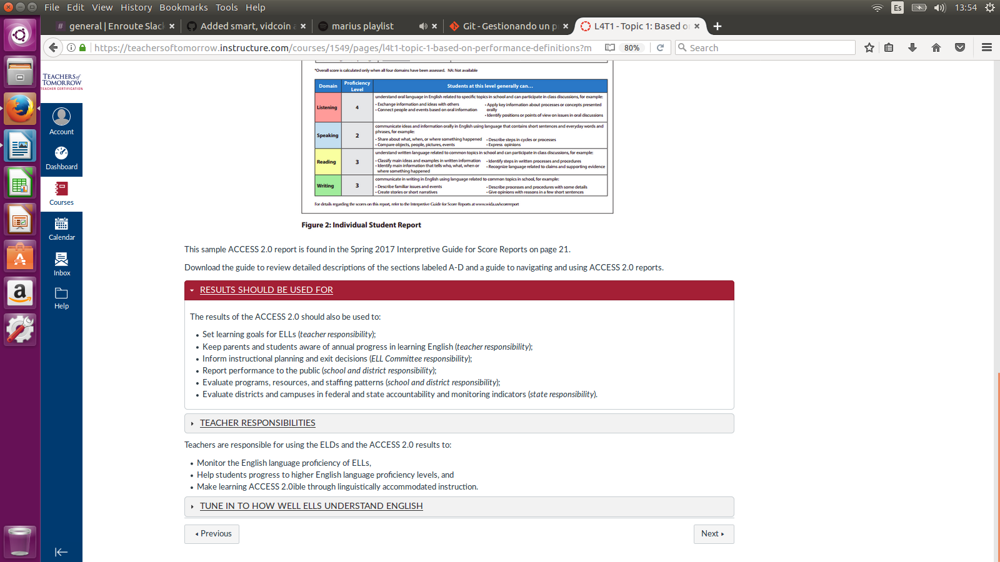 File Edit View History Bookmarks Tools Help
Es
13:54
# general | Enroute Slack
Added smart, vidcoin a
marius playlist
Git - Gestionando un p
L4T1 - Topic 1: Based o
https://teachersoftomorrow.instructure.com/courses/1549/pages/l4t1-topic-1-based-on-performance-definitions?m
80%
Search
TEACHERS of
TOMORROW
TEACHER CERTIFICATION
Account
Dashboard
Courses
Calendar
Inbox
Help
*Overall score is calculated only when all four domains have been assessed. NA: Not available
Domain
Proficiency
Level
Students at this level generally can...
Listening
4
understand oral language in English related to specific topics in school and can participate in class discussions, for example:
• Exchange information and ideas with others
• Connect people and events based on oral information
• Apply key information about processes or concepts presented
orally
• Identify positions or points of view on issues in oral discussions
Speaking
2
communicate ideas and information orally in English using language that contains short sentences and everyday words and
phrases, for example:
• Share about what, when, or where something happened
• Compare objects, people, pictures, events
• Describe steps in cycles or processes
• Express opinions
Reading
3
understand written language related to common topics in school and can participate in class discussions, for example:
• Classify main ideas and examples in written information
• Identify main information that tells who, what, when or
where something happened
• Identify steps in written processes and procedures
• Recognize language related to claims and supporting evidence
Writing
3
communicate in writing in English using language related to common topics in school, for example:
• Describe familiar issues and events
• Create stories or short narratives
• Describe processes and procedures with some details
• Give opinions with reasons in a few short sentences
For details regarding the scores on this report, refer to the Interpretive Guide for Score Reports at www.wida.us/scorereport
Figure 2: Individual Student Report
This sample ACCESS 2.0 report is found in the Spring 2017 Interpretive Guide for Score Reports on page 21.
Download the guide to review detailed descriptions of the sections labeled A-D and a guide to navigating and using ACCESS 2.0 reports.
RESULTS SHOULD BE USED FOR
The results of the ACCESS 2.0 should also be used to:
• Set learning goals for ELLs (teacher responsibility);
• Keep parents and students aware of annual progress in learning English (teacher responsibility);
• Inform instructional planning and exit decisions (ELL Committee responsibility);
• Report performance to the public (school and district responsibility);
• Evaluate programs, resources, and staffing patterns (school and district responsibility);
• Evaluate districts and campuses in federal and state accountability and monitoring indicators (state responsibility).
TEACHER RESPONSIBILITIES
Teachers are responsible for using the ELDs and the ACCESS 2.0 results to:
• Monitor the English language proficiency of ELLs,
• Help students progress to higher English language proficiency levels, and
• Make learning ACCESS 2.0ible through linguistically accommodated instruction.
TUNE IN TO HOW WELL ELLS UNDERSTAND ENGLISH
Previous
Next